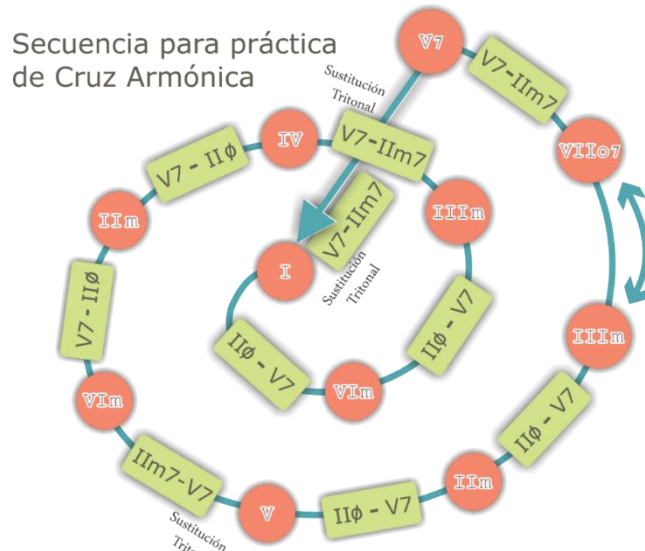 Secuencia para práctica
de Cruz Armónica
V7
Sustitución
Tritonal
V7-IIm7
VIIo7
V7-IIm7
IV
V7 - IIø
IIm
IIIm
V7-IIm7
Sustitución
Tritonal
I
V7-IIø
IIø - V7
IIø - V7
VIm
IIIm
VIm
IIø - V7
IIm7-V7
Sustitución
Tritonal
V
IIø - V7
IIm